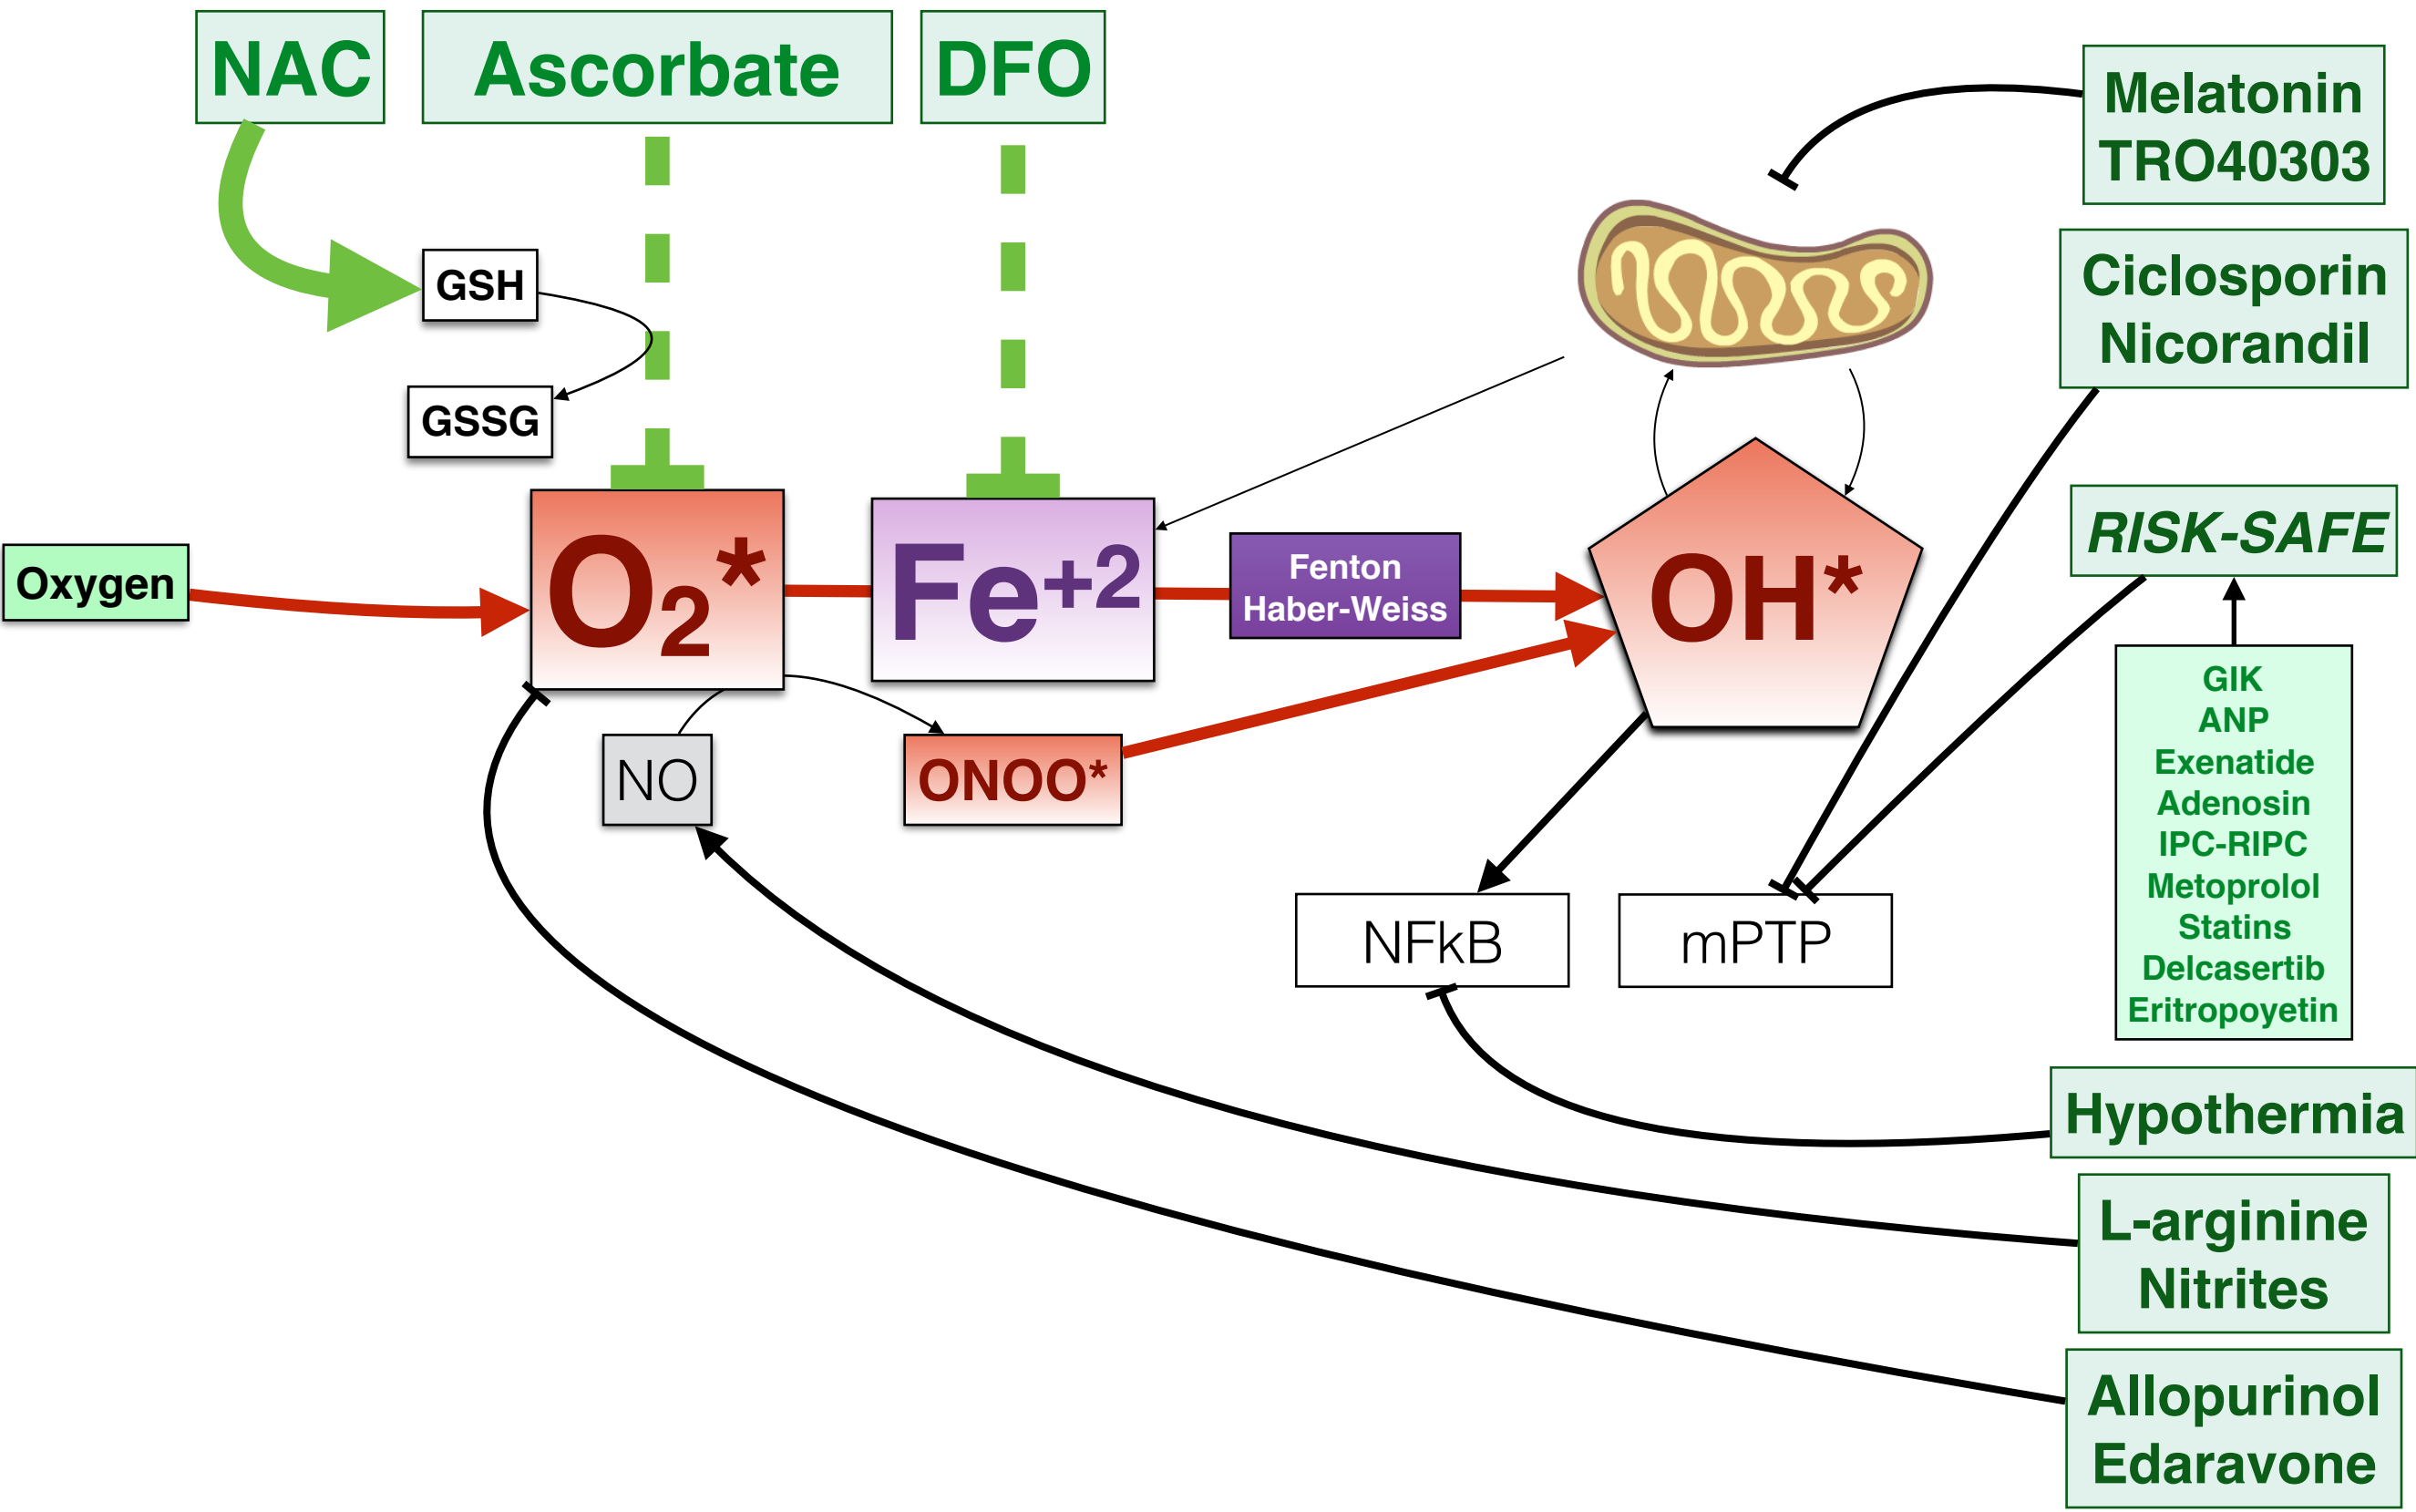 NAC
Ascorbate
DFO
Melatonin
TRO40303
GSH
Ciclosporin
Nicorandil
GSSG
RISK-SAFE
Oxygen
O2*
Fe+2
Fenton
Haber-Weiss
OH*
NO
ONOO*
GIK
ANP
Exenatide
Adenosin
IPC-RIPC
Metoprolol
Statins
Delcasertib
Eritropoyetin
NFkB
mPTP
Hypothermia
L-arginine
Nitrites
Allopurinol
Edaravone